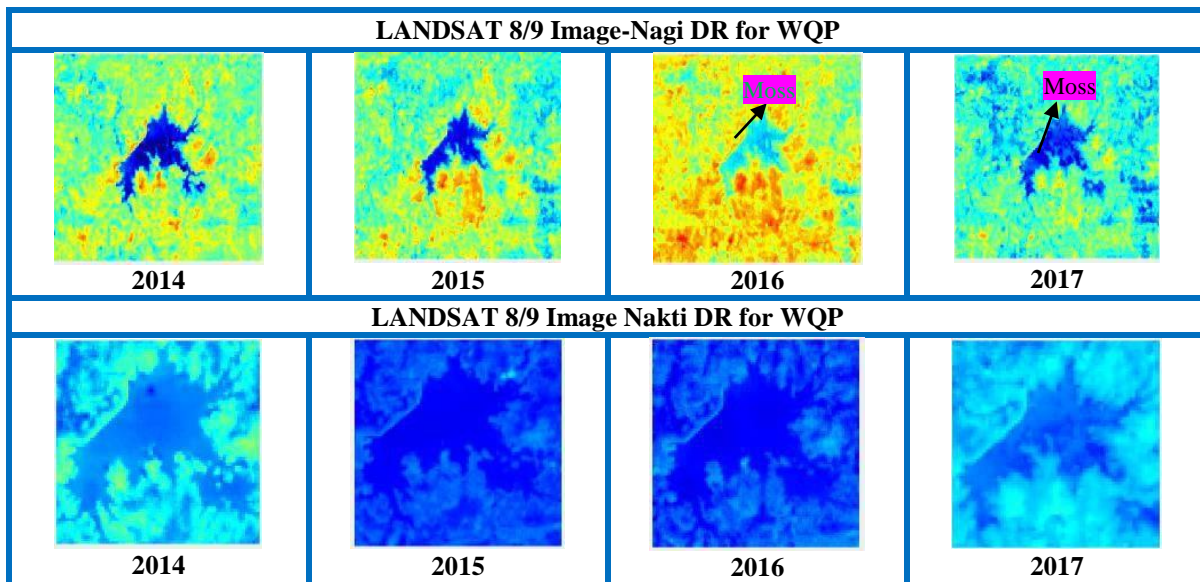 LANDSAT 8/9 Image-Nagi DR for WQP
Moss
Moss
2014 2015 2016 2017
LANDSAT 8/9 Image Nakti DR for WQP
2014 2015 2016 2017